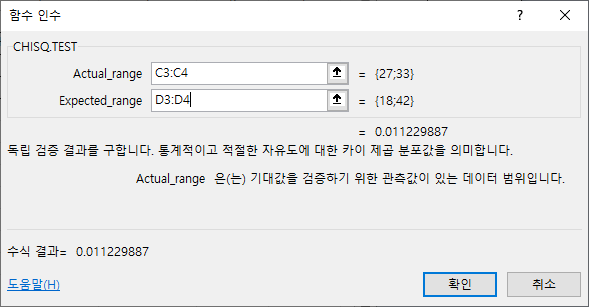 함수 인수 ? ×
CHISQ.TEST
Actual_range C3:C4 = {27;33}
Expected_range D3:D4 = {18;42}
= 0.011229887
독립 검증 결과를 구합니다. 통계적이고 적절한 자유도에 대한 카이 제곱 분포값을 의미합니다.
Actual_range 은(는) 기대값을 검증하기 위한 관측값이 있는 데이터 범위입니다.
수식 결과= 0.011229887
도움말(H) 확인 취소